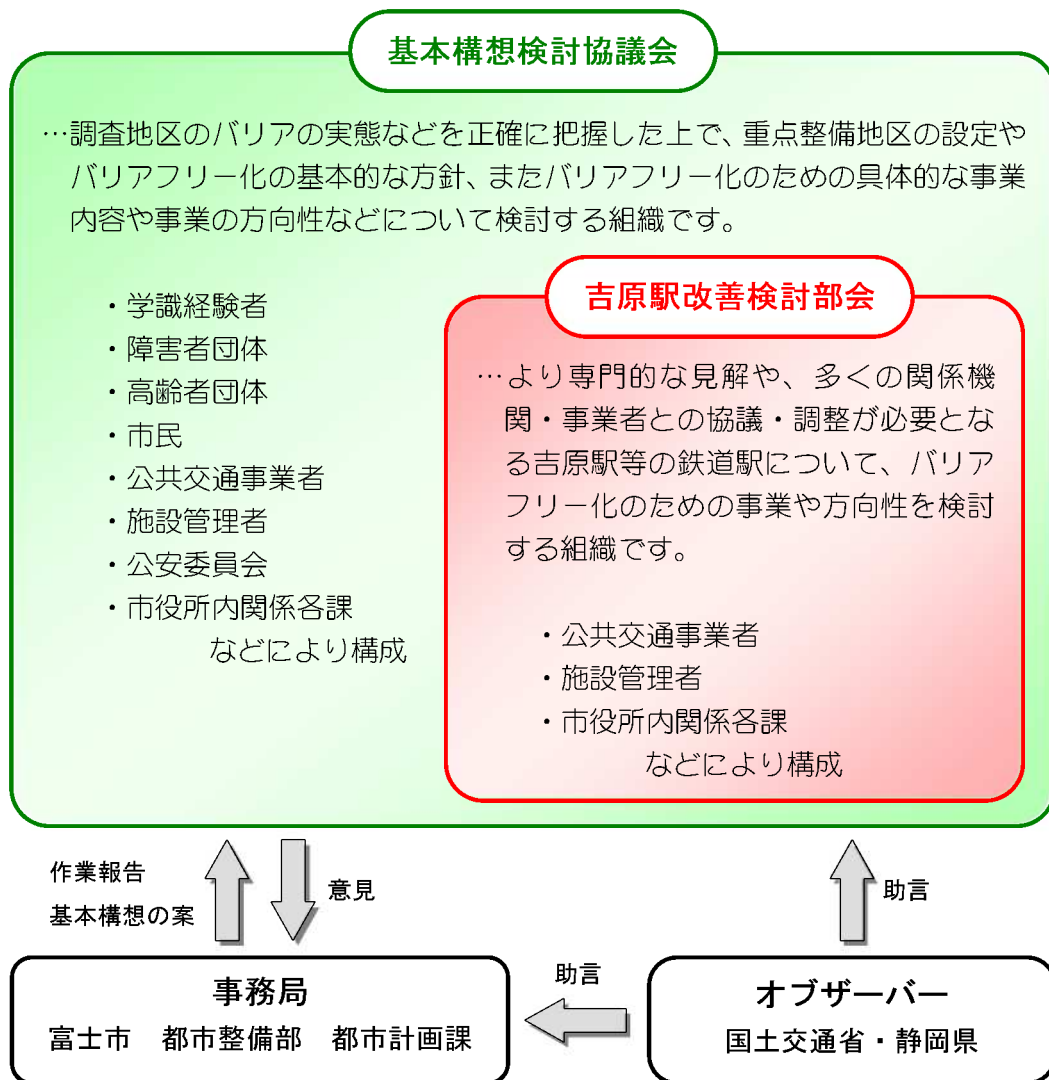 基本構想検討協議会
…調査地区のバリアの実態などを正確に把握した上で、重点整備地区の設定や
バリアフリー化の基本的な方針、またバリアフリー化のための具体的な事業
内容や事業の方向性などについて検討する組織です。
・学識経験者
・障害者団体
・高齢者団体
・市民
・公共交通事業者
・施設管理者
・公安委員会
・市役所内関係各課
などにより構成
吉原駅改善検討部会
…より専門的な見解や、多くの関係機
関・事業者との協議・調整が必要とな
る吉原駅等の鉄道駅について、バリア
フリー化のための事業や方向性を検討
する組織です。
・公共交通事業者
・施設管理者
・市役所内関係各課
などにより構成
作業報告
基本構想の案
意見
助言
事務局
富士市 都市整備部 都市計画課
助言
オブザーバー
国土交通省・静岡県